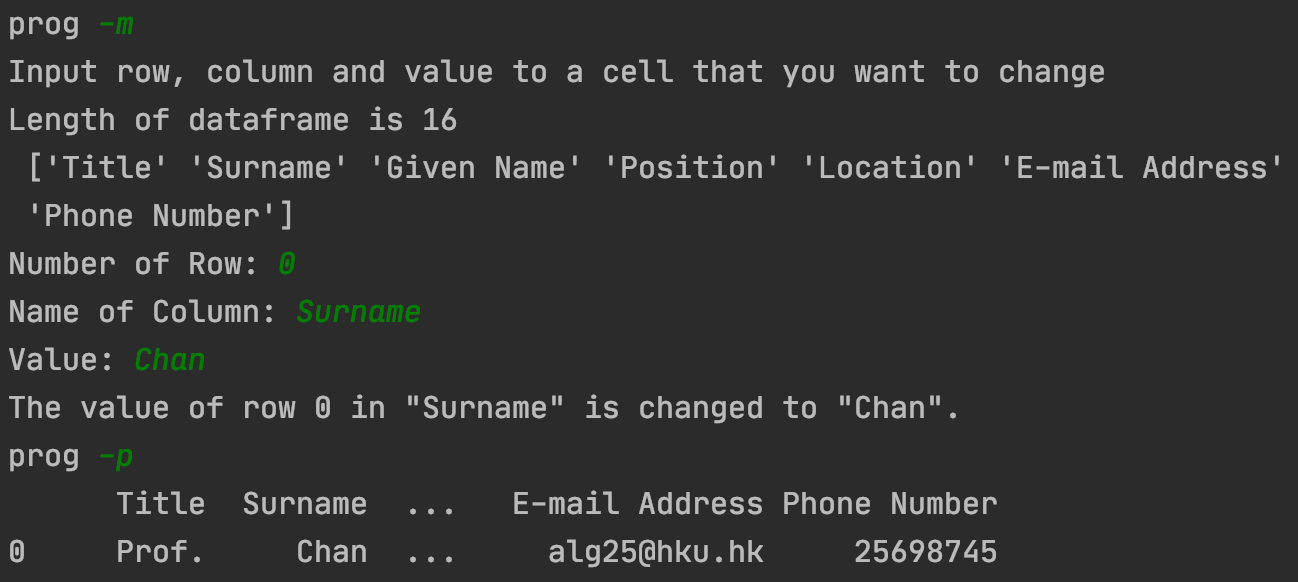 prog -m
Input row, column and value to a cell that you want to change
Length of dataframe is 16
 ['Title' 'Surname' 'Given Name' 'Position' 'Location' 'E-mail Address'
 'Phone Number']
Number of Row: 0
Name of Column: Surname
Value: Chan
The value of row 0 in "Surname" is changed to "Chan".
prog -p
      Title  Surname  ...   E-mail Address Phone Number
0     Prof.     Chan  ...     alg25@hku.hk     25698745